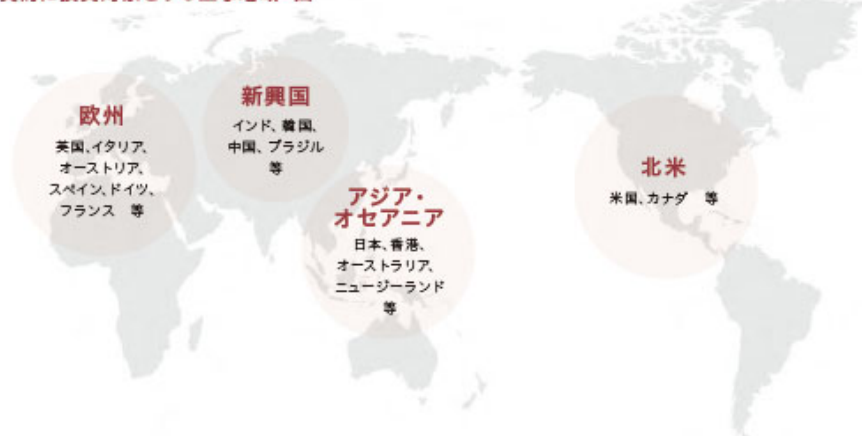 欧州
英国、イタリア、
オーストリア、
スペイン、ドイツ、
フランス 等
新興国
インド、韓国、
中国、ブラジル
等
アジア・
オセアニア
日本、香港、
オーストラリア、
ニュージーランド
等
北米
米国、カナダ 等